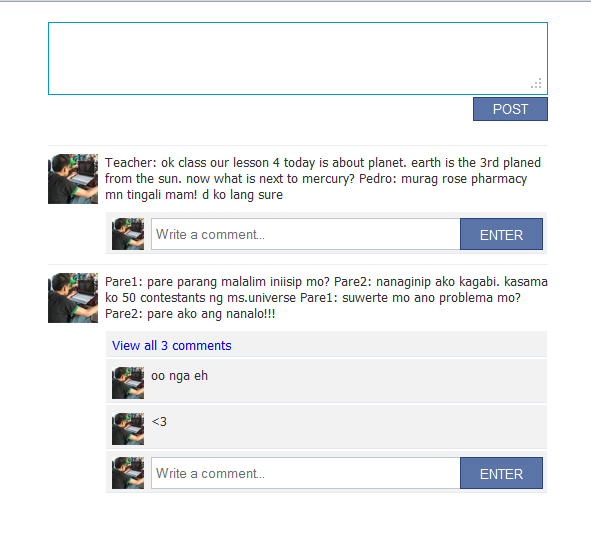 POST
Teacher: ok class our lesson 4 today is about planet. earth is the 3rd planed
from the sun. now what is next to mercury? Pedro: murag rose pharmacy
mn tingali mam! d ko lang sure
Write a comment...
ENTER
Pare1: pare parang malalim iniisip mo? Pare2: nanaginip ako kagabi. kasama
ko 50 contestants ng ms.universe Pare1: suwerte mo ano problema mo?
Pare2: pare ako ang nanalo!!!
View all 3 comments
oo nga eh
<3
Write a comment...
ENTER